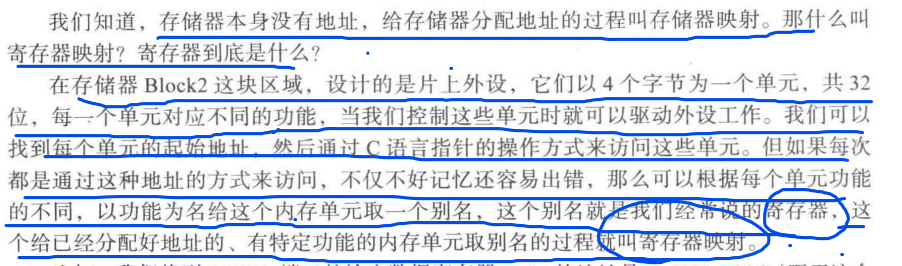 我们知道，存储器本身没有地址，给存储器分配地址的过程叫存储器映射。那什么叫
寄存器映射？寄存器到底是什么？
在存储器 Block2 这块区域，设计的是片上外设，它们以 4 个字节为一个单元，共 32
位，每一个单元对应不同的功能，当我们控制这些单元时就可以驱动外设工作。我们可以
找到每个单元的起始地址，然后通过 C 语言指针的操作方式来访问这些单元。但如果每次
都是通过这种地址的方式来访问，不仅不好记忆还容易出错，那么可以根据每个单元功能
的不同，以功能为名给这个内存单元取一个别名，这个别名就是我们经常说的寄存器，这
个给已经分配好地址的、有特定功能的内存单元取别名的过程就叫寄存器映射。